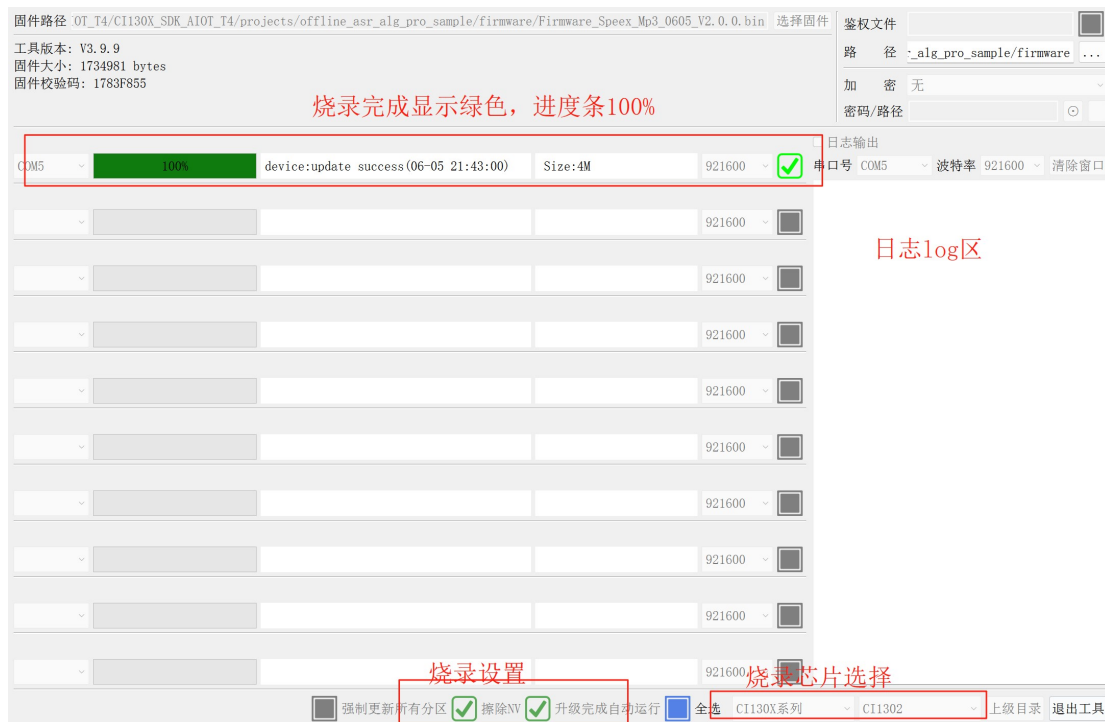 固件路径 OT_T4/CI130X_SDK_AIOT_T4/projects/offline_asr_alg_pro_sample/firmware/Firmware_Speex_Mp3_0605_V2.0.0.bin 选择固件
鉴权文件
工具版本: V3.9.9
路 径 r_alg_pro_sample/firmware ...
固件大小: 1734981 bytes
固件校验码: 1783F855
加 密 无
烧录完成显示绿色，进度条100%
密码/路径
日志输出
COM5 100% device:update success(06-05 21:43:00) Size:4M 921600
串口号 COM5 波特率 921600 清除窗口
921600
日志log区
921600
921600
921600
921600
921600
921600
921600
921600
烧录设置
烧录芯片选择
强制更新所有分区 擦除NV 升级完成自动运行 全选 CI130X系列 CI1302 上级目录 退出工具